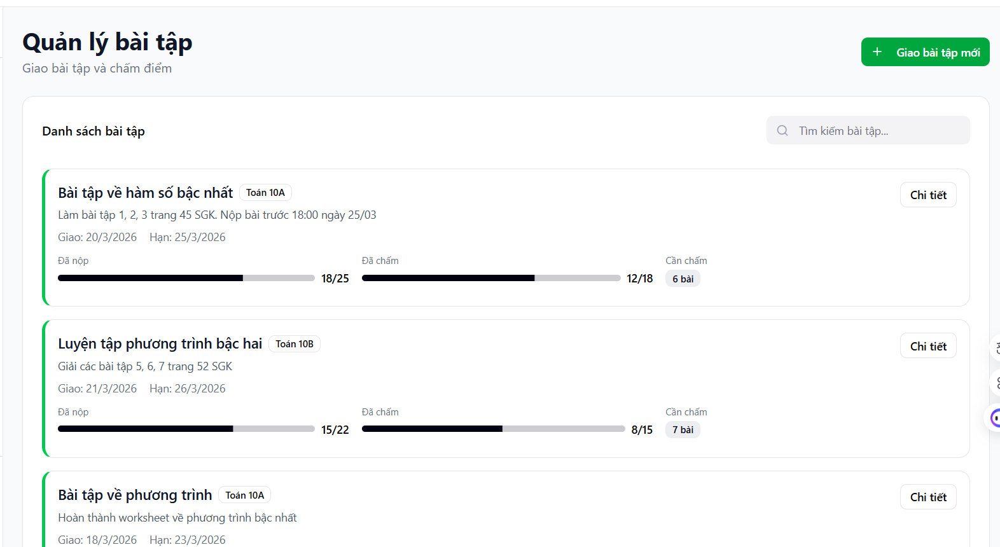 Quản lý bài tập
Giao bài tập và chấm điểm
+ Giao bài tập mới
Danh sách bài tập
Tìm kiếm bài tập...
Bài tập về hàm số bậc nhất Toán 10A
Chi tiết
Làm bài tập 1, 2, 3 trang 45 SGK. Nộp bài trước 18:00 ngày 25/03
Giao: 20/3/2026 Hạn: 25/3/2026
Đã nộp Đã chấm Cần chấm
18/25 12/18 6 bài
Luyện tập phương trình bậc hai Toán 10B
Chi tiết
Giải các bài tập 5, 6, 7 trang 52 SGK
Giao: 21/3/2026 Hạn: 26/3/2026
Đã nộp Đã chấm Cần chấm
15/22 8/15 7 bài
Bài tập về phương trình Toán 10A
Chi tiết
Hoàn thành worksheet về phương trình bậc nhất
Giao: 18/3/2026 Hạn: 23/3/2026